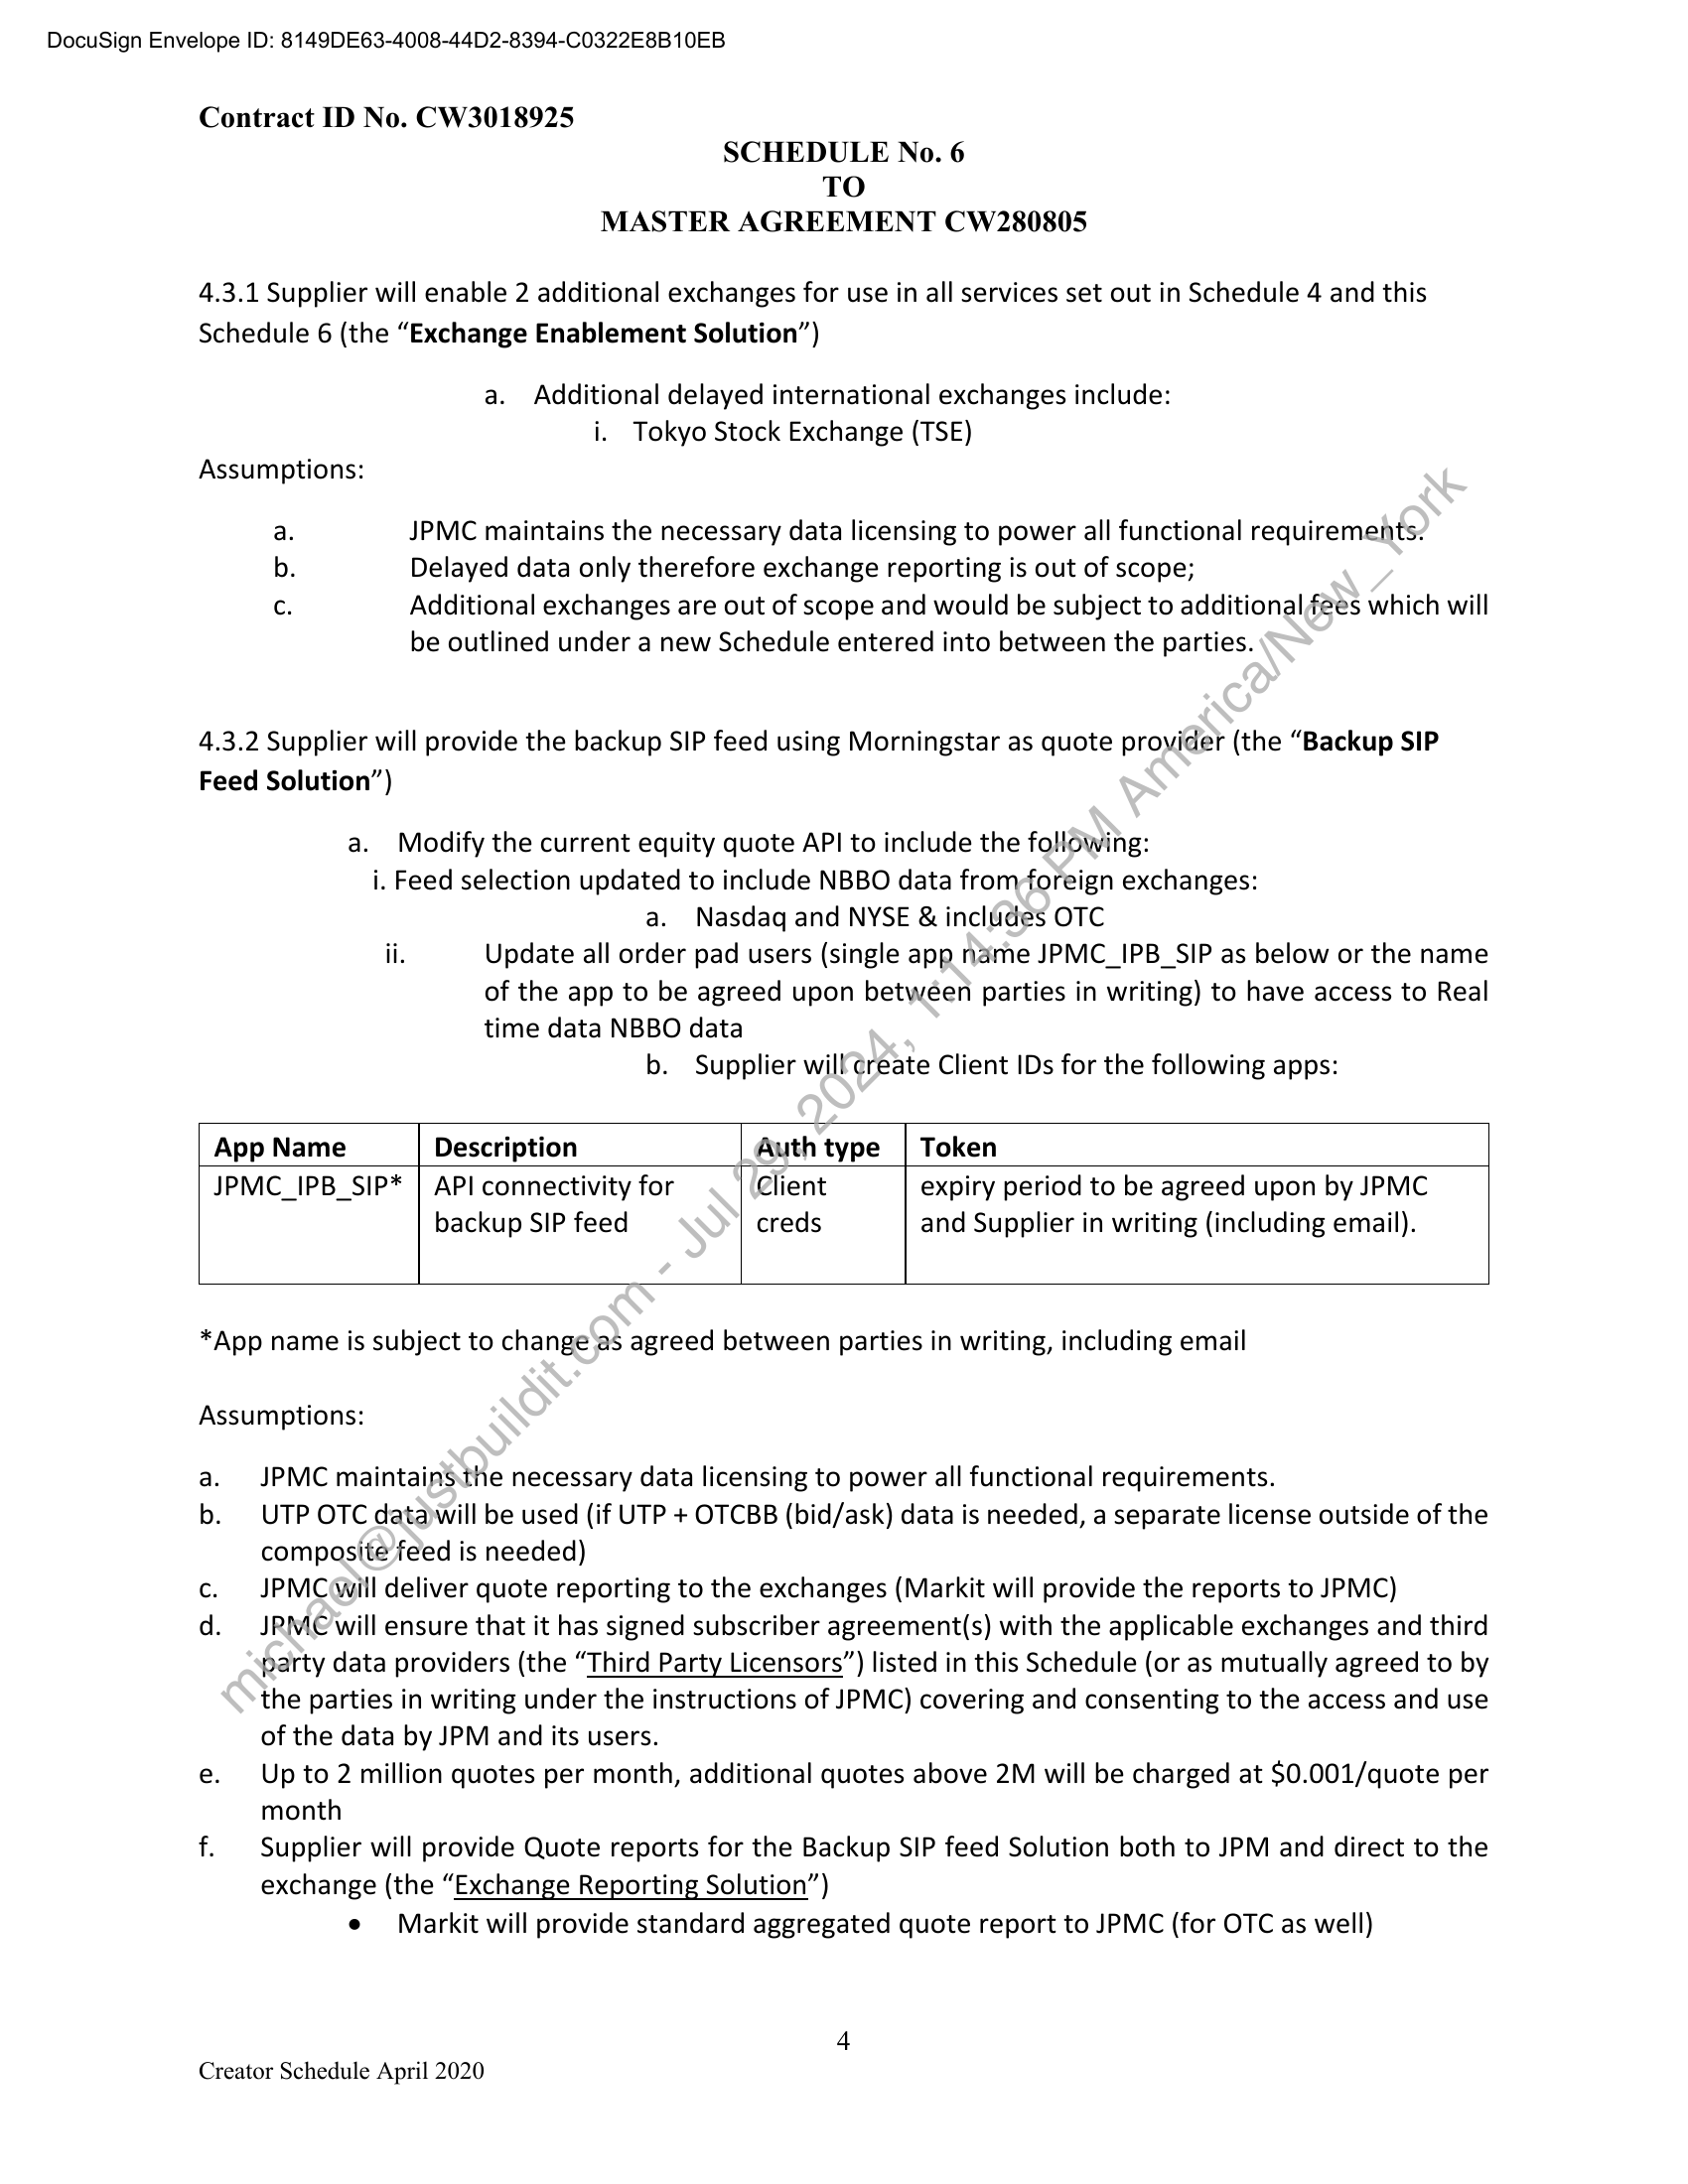 DocuSign Envelope ID: 8149DE63-4008-44D2-8394-C0322E8B10EB
Contract ID No. CW3018925
SCHEDULE No. 6
TO
MASTER AGREEMENT CW280805
4.3.1 Supplier will enable 2 additional exchanges for use in all services set out in Schedule 4 and this
Schedule 6 (the “Exchange Enablement Solution”)
a. Additional delayed international exchanges include:
i. Tokyo Stock Exchange (TSE)
Assumptions:
a. JPMC maintains the necessary data licensing to power all functional requirements.
b. Delayed data only therefore exchange reporting is out of scope;
c. Additional exchanges are out of scope and would be subject to additional fees which will
be outlined under a new Schedule entered into between the parties.
4.3.2 Supplier will provide the backup SIP feed using Morningstar as quote provider (the “Backup SIP
Feed Solution”)
a. Modify the current equity quote API to include the following:
i. Feed selection updated to include NBBO data from foreign exchanges:
a. Nasdaq and NYSE & includes OTC
ii. Update all order pad users (single app name JPMC_IPB_SIP as below or the name
of the app to be agreed upon between parties in writing) to have access to Real
time data NBBO data
b. Supplier will create Client IDs for the following apps:
App Name Description Auth type Token
JPMC_IPB_SIP* API connectivity for Client expiry period to be agreed upon by JPMC
backup SIP feed creds and Supplier in writing (including email).
*App name is subject to change as agreed between parties in writing, including email
Assumptions:
a. JPMC maintains the necessary data licensing to power all functional requirements.
b. UTP OTC data will be used (if UTP + OTCBB (bid/ask) data is needed, a separate license outside of the
composite feed is needed)
c. JPMC will deliver quote reporting to the exchanges (Markit will provide the reports to JPMC)
d. JPMC will ensure that it has signed subscriber agreement(s) with the applicable exchanges and third
party data providers (the “Third Party Licensors”) listed in this Schedule (or as mutually agreed to by
the parties in writing under the instructions of JPMC) covering and consenting to the access and use
of the data by JPM and its users.
e. Up to 2 million quotes per month, additional quotes above 2M will be charged at $0.001/quote per
month
f. Supplier will provide Quote reports for the Backup SIP feed Solution both to JPM and direct to the
exchange (the “Exchange Reporting Solution”)
• Markit will provide standard aggregated quote report to JPMC (for OTC as well)
4
Creator Schedule April 2020
michael@justbuildit.com - Jul 29, 2024, 1:14:36 PM America/New_York